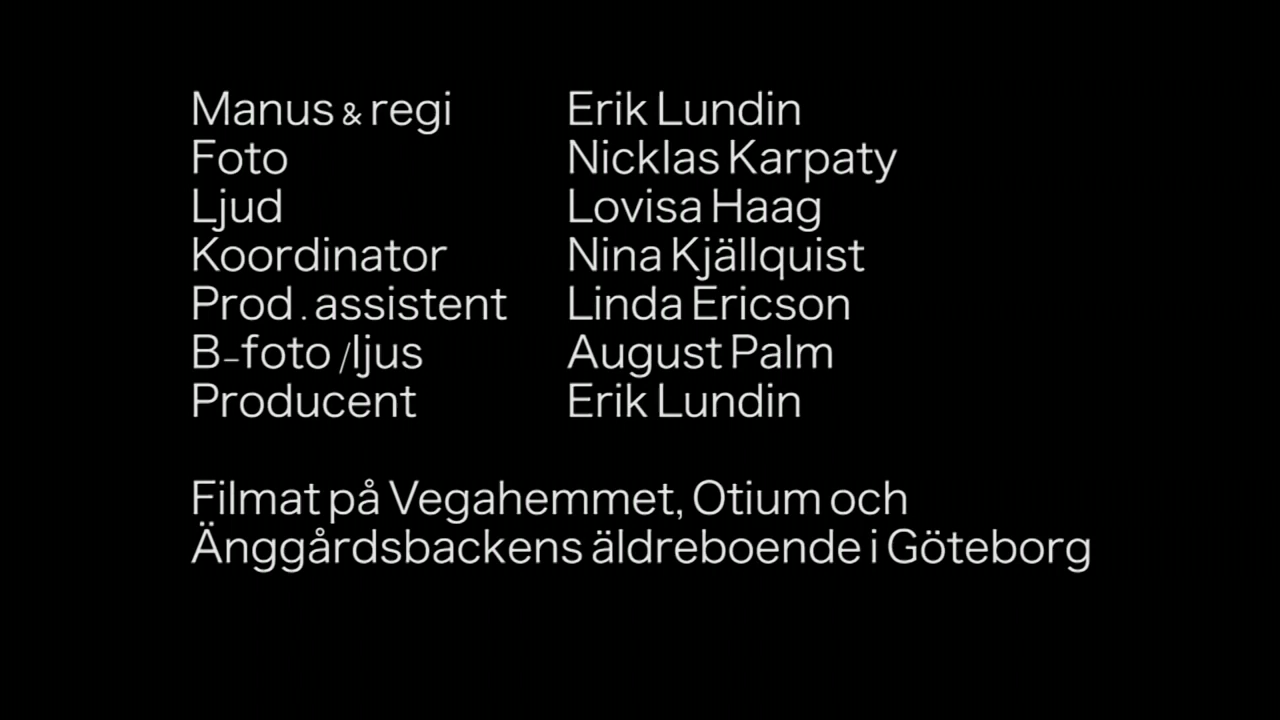 Manus & regi Erik Lundin
Foto Nicklas Karpaty
Ljud Lovisa Haag
Koordinator Nina Kjällquist
Prod. assistent Linda Ericson
B-foto /ljus August Palm
Producent Erik Lundin
Filmat på Vegahemmet, Otium och
Änggårdsbackens äldreboende i Göteborg